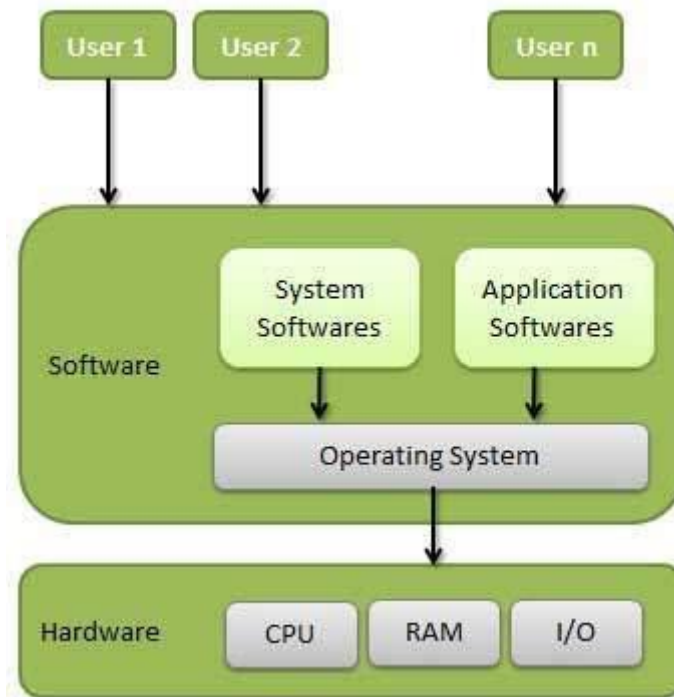 User 1
User 2
User n
System
Softwares
Application
Softwares
Software
Operating System
Hardware
CPU
RAM
I/O